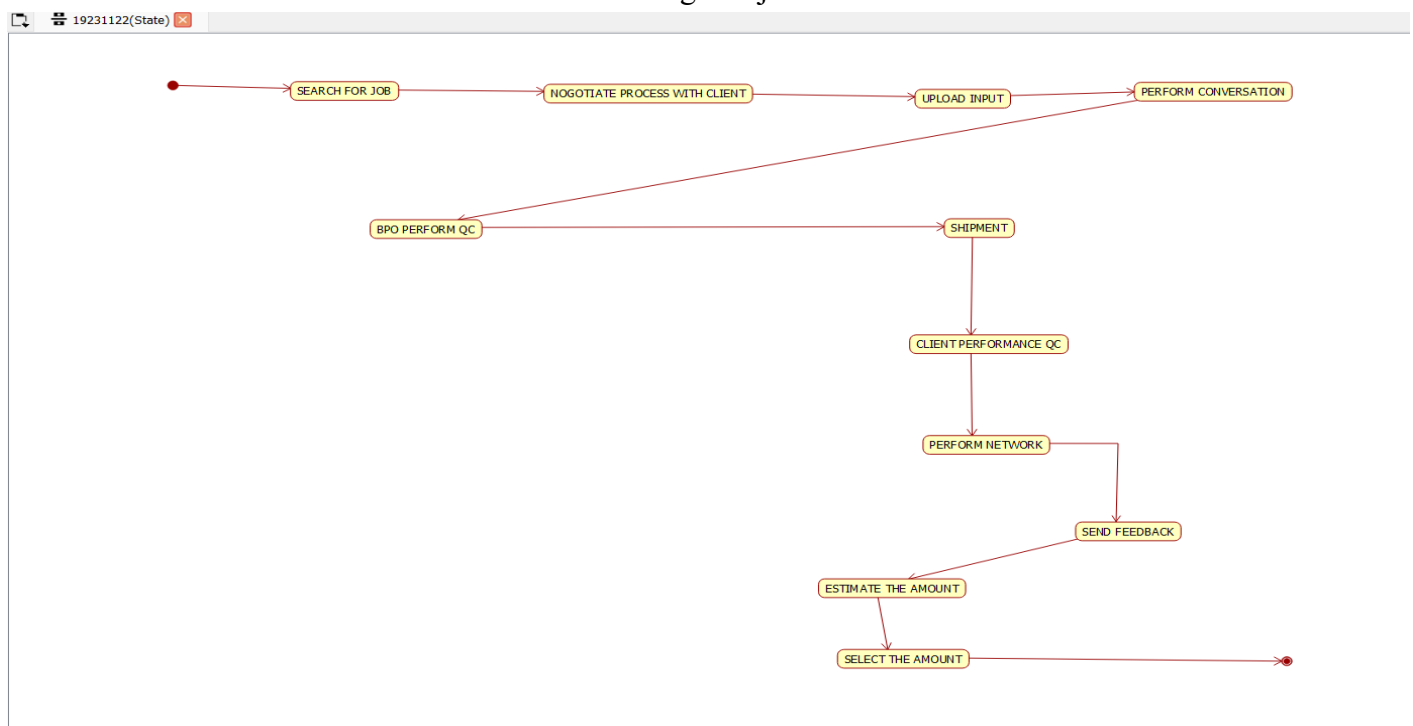 19231122(State)
SEARCH FOR JOB
NOGOTIATE PROCESS WITH CLIENT
UPLOAD INPUT
PERFORM CONVERSATION
BPO PERFORM QC
SHIPMENT
CLIENT PERFORMANCE QC
PERFORM NETWORK
SEND FEEDBACK
ESTIMATE THE AMOUNT
SELECT THE AMOUNT